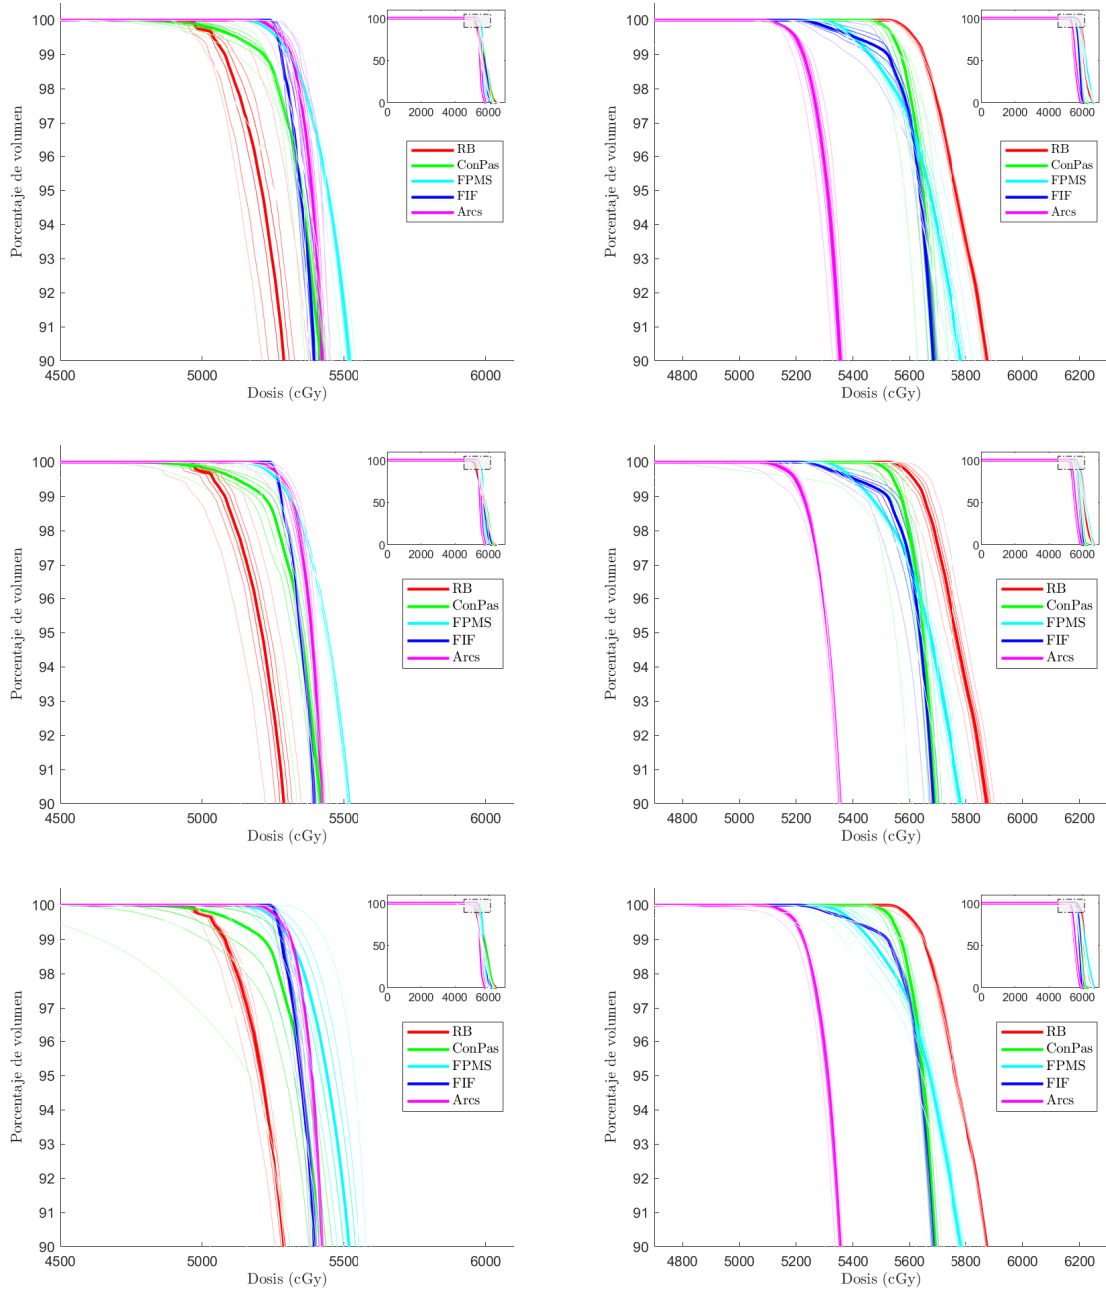 100
99
98
97
96
95
94
93
92
91
90
Porcentaje de volumen
4500 5000 5500 6000
Dosis (cGy)
100
50
0
0 2000 4000 6000
RB
ConPas
FPMS
FIF
Arcs
100
99
98
97
96
95
94
93
92
91
90
Porcentaje de volumen
4800 5000 5200 5400 5600 5800 6000 6200
Dosis (cGy)
100
50
0
0 2000 4000 6000
RB
ConPas
FPMS
FIF
Arcs
100
99
98
97
96
95
94
93
92
91
90
Porcentaje de volumen
4500 5000 5500 6000
Dosis (cGy)
100
50
0
0 2000 4000 6000
RB
ConPas
FPMS
FIF
Arcs
100
99
98
97
96
95
94
93
92
91
90
Porcentaje de volumen
4800 5000 5200 5400 5600 5800 6000 6200
Dosis (cGy)
100
50
0
0 2000 4000 6000
RB
ConPas
FPMS
FIF
Arcs
100
99
98
97
96
95
94
93
92
91
90
Porcentaje de volumen
4500 5000 5500 6000
Dosis (cGy)
100
50
0
0 2000 4000 6000
RB
ConPas
FPMS
FIF
Arcs
100
99
98
97
96
95
94
93
92
91
90
Porcentaje de volumen
4800 5000 5200 5400 5600 5800 6000 6200
Dosis (cGy)
100
50
0
0 2000 4000 6000
RB
ConPas
FPMS
FIF
Arcs